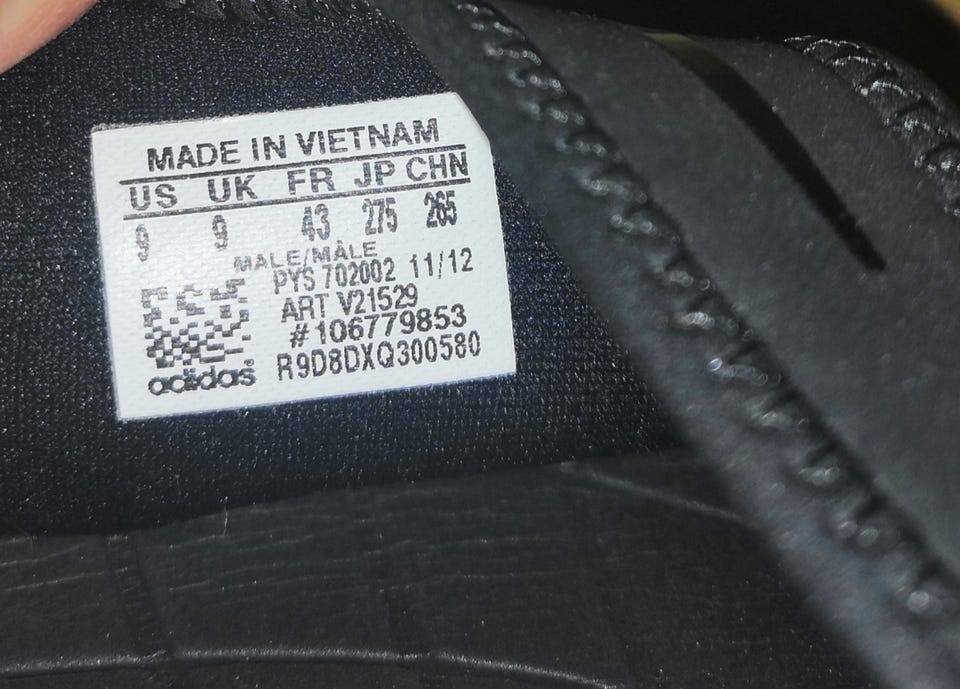 MADE IN VIETNAM
US UK FR JP CHN
9 9 43 275 265
MALE/MÂLE
PYS 702002 11/12
ART V21529
#106779853
R9D8DXQ300580
adidas®